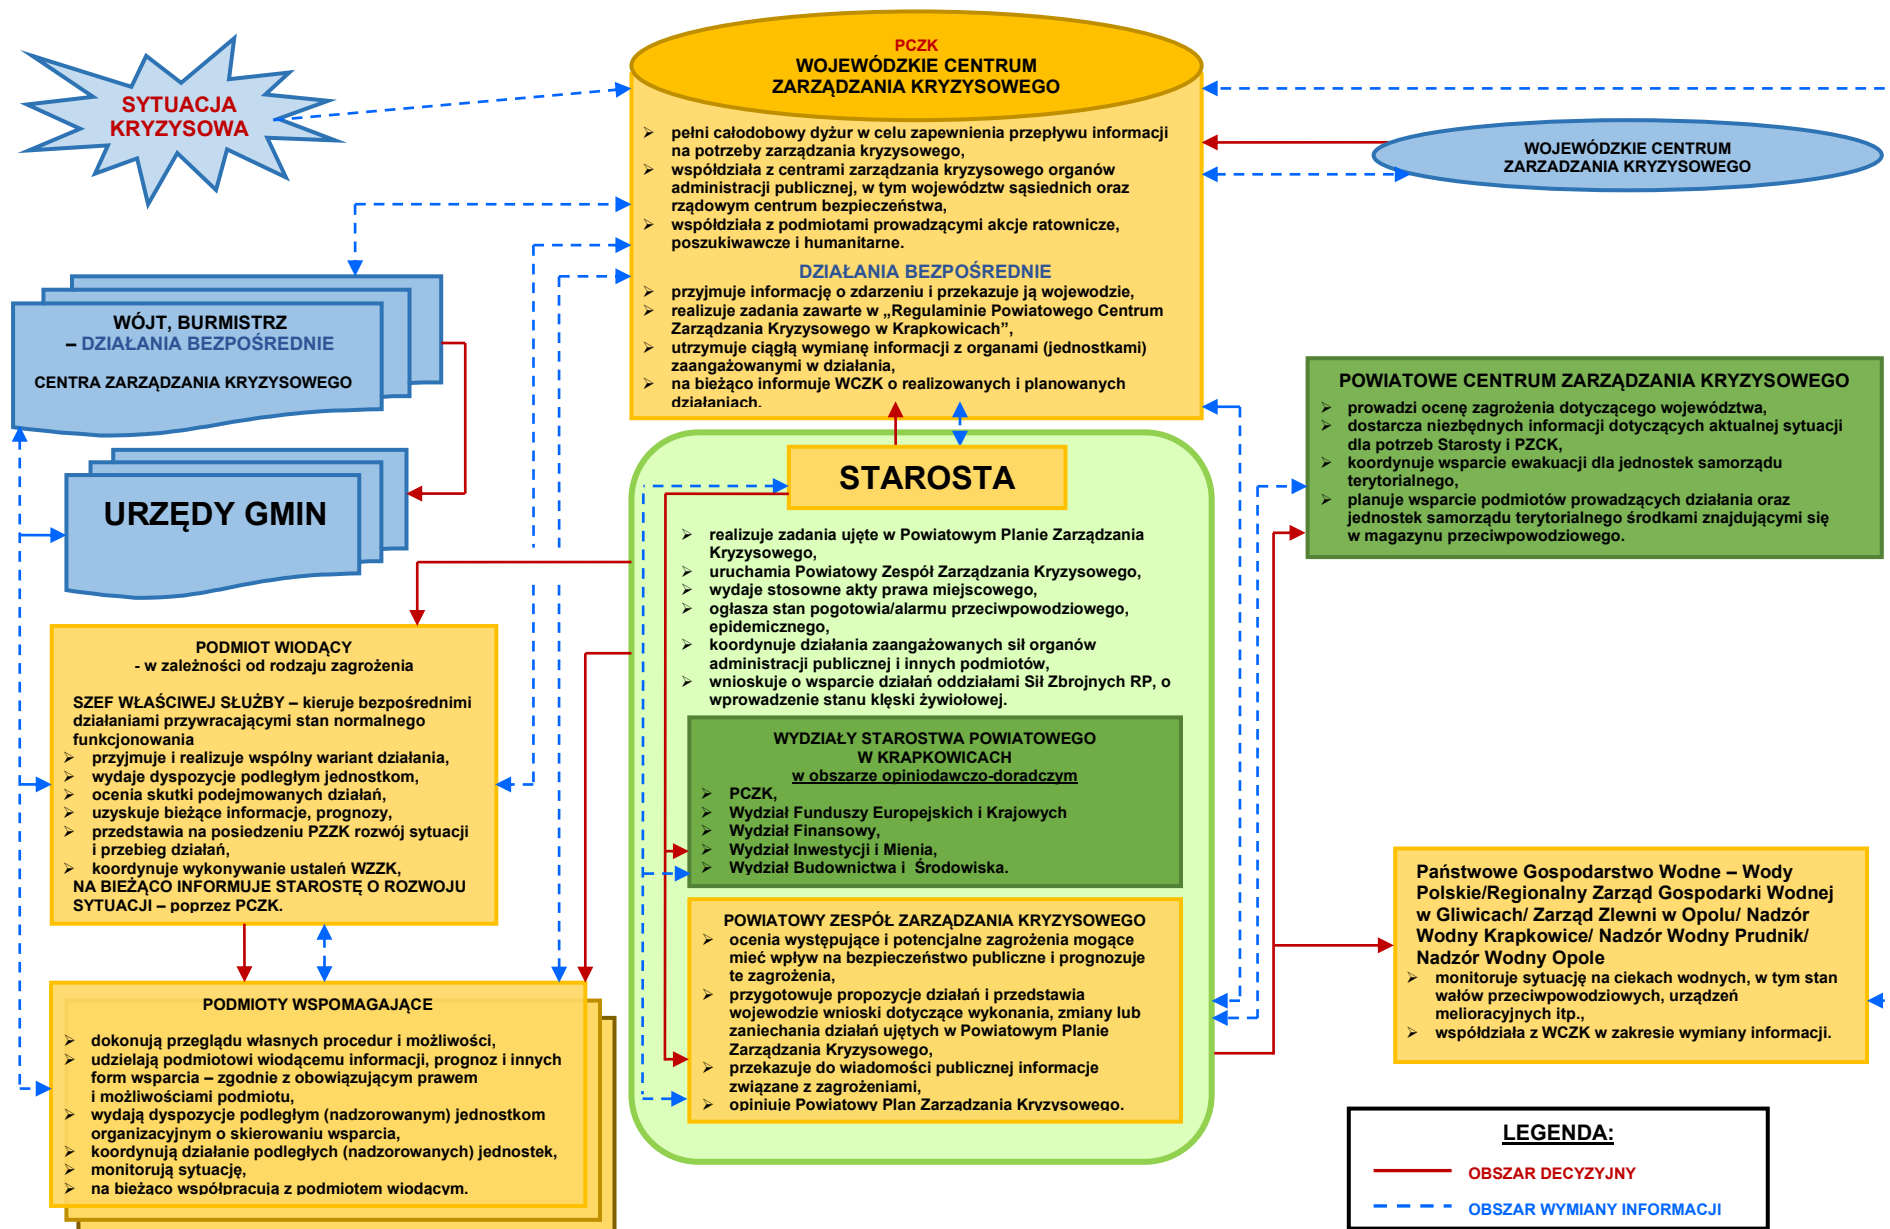 SYTUACJA
KRYZYSOWA
PCZK
WOJEWÓDZKIE CENTRUM
ZARZĄDZANIA KRYZYSOWEGO
➢ pełni całodobowy dyżur w celu zapewnienia przepływu informacji
na potrzeby zarządzania kryzysowego,
➢ współdziała z centrami zarządzania kryzysowego organów
administracji publicznej, w tym województw sąsiednich oraz
rządowym centrum bezpieczeństwa,
➢ współdziała z podmiotami prowadzącymi akcje ratownicze,
poszukiwawcze i humanitarne.
DZIAŁANIA BEZPOŚREDNIE
➢ przyjmuje informację o zdarzeniu i przekazuje ją wojewodzie,
➢ realizuje zadania zawarte w „Regulaminie Powiatowego Centrum
Zarządzania Kryzysowego w Krapkowicach”,
➢ utrzymuje ciągłą wymianę informacji z organami (jednostkami)
zaangażowanymi w działania,
➢ na bieżąco informuje WCZK o realizowanych i planowanych
działaniach.
WOJEWÓDZKIE CENTRUM
ZARZADZANIA KRYZYSOWEGO
WÓJT, BURMISTRZ
– DZIAŁANIA BEZPOŚREDNIE
CENTRA ZARZĄDZANIA KRYZYSOWEGO
URZĘDY GMIN
POWIATOWE CENTRUM ZARZĄDZANIA KRYZYSOWEGO
➢ prowadzi ocenę zagrożenia dotyczącego województwa,
➢ dostarcza niezbędnych informacji dotyczących aktualnej sytuacji
dla potrzeb Starosty i PZCK,
➢ koordynuje wsparcie ewakuacji dla jednostek samorządu
terytorialnego,
➢ planuje wsparcie podmiotów prowadzących działania oraz
jednostek samorządu terytorialnego środkami znajdującymi się
w magazynu przeciwpowodziowego.
STAROSTA
➢ realizuje zadania ujęte w Powiatowym Planie Zarządzania
Kryzysowego,
➢ uruchamia Powiatowy Zespół Zarządzania Kryzysowego,
➢ wydaje stosowne akty prawa miejscowego,
➢ ogłasza stan pogotowia/alarmu przeciwpowodziowego,
epidemicznego,
➢ koordynuje działania zaangażowanych sił organów
administracji publicznej i innych podmiotów,
➢ wnioskuje o wsparcie działań oddziałami Sił Zbrojnych RP, o
wprowadzenie stanu klęski żywiołowej.
WYDZIAŁY STAROSTWA POWIATOWEGO
W KRAPKOWICACH
w obszarze opiniodawczo-doradczym
➢ PCZK,
➢ Wydział Funduszy Europejskich i Krajowych
➢ Wydział Finansowy,
➢ Wydział Inwestycji i Mienia,
➢ Wydział Budownictwa i Środowiska.
POWIATOWY ZESPÓŁ ZARZĄDZANIA KRYZYSOWEGO
➢ ocenia występujące i potencjalne zagrożenia mogące
mieć wpływ na bezpieczeństwo publiczne i prognozuje
te zagrożenia,
➢ przygotowuje propozycje działań i przedstawia
wojewodzie wnioski dotyczące wykonania, zmiany lub
zaniechania działań ujętych w Powiatowym Planie
Zarządzania Kryzysowego,
➢ przekazuje do wiadomości publicznej informacje
związane z zagrożeniami,
➢ opiniuje Powiatowy Plan Zarządzania Kryzysowego.
PODMIOT WIODĄCY
- w zależności od rodzaju zagrożenia
SZEF WŁAŚCIWEJ SŁUŻBY – kieruje bezpośrednimi
działaniami przywracającymi stan normalnego
funkcjonowania
➢ przyjmuje i realizuje wspólny wariant działania,
➢ wydaje dyspozycje podległym jednostkom,
➢ ocenia skutki podejmowanych działań,
➢ uzyskuje bieżące informacje, prognozy,
➢ przedstawia na posiedzeniu PZZK rozwój sytuacji
i przebieg działań,
➢ koordynuje wykonywanie ustaleń WZZK,
NA BIEŻĄCO INFORMUJE STAROSTĘ O ROZWOJU
SYTUACJI – poprzez PCZK.
PODMIOTY WSPOMAGAJĄCE
➢ dokonują przeglądu własnych procedur i możliwości,
➢ udzielają podmiotowi wiodącemu informacji, prognoz i innych
form wsparcia – zgodnie z obowiązującym prawem
i możliwościami podmiotu,
➢ wydają dyspozycje podległym (nadzorowanym) jednostkom
organizacyjnym o skierowaniu wsparcia,
➢ koordynują działanie podległych (nadzorowanych) jednostek,
➢ monitorują sytuację,
➢ na bieżąco współpracują z podmiotem wiodącym.
Państwowe Gospodarstwo Wodne – Wody
Polskie/Regionalny Zarząd Gospodarki Wodnej
w Gliwicach/ Zarząd Zlewni w Opolu/ Nadzór
Wodny Krapkowice/ Nadzór Wodny Prudnik/
Nadzór Wodny Opole
➢ monitoruje sytuację na ciekach wodnych, w tym stan
wałów przeciwpowodziowych, urządzeń
melioracyjnych itp.,
➢ współdziała z WCZK w zakresie wymiany informacji.
LEGENDA:
OBSZAR DECYZYJNY
OBSZAR WYMIANY INFORMACJI